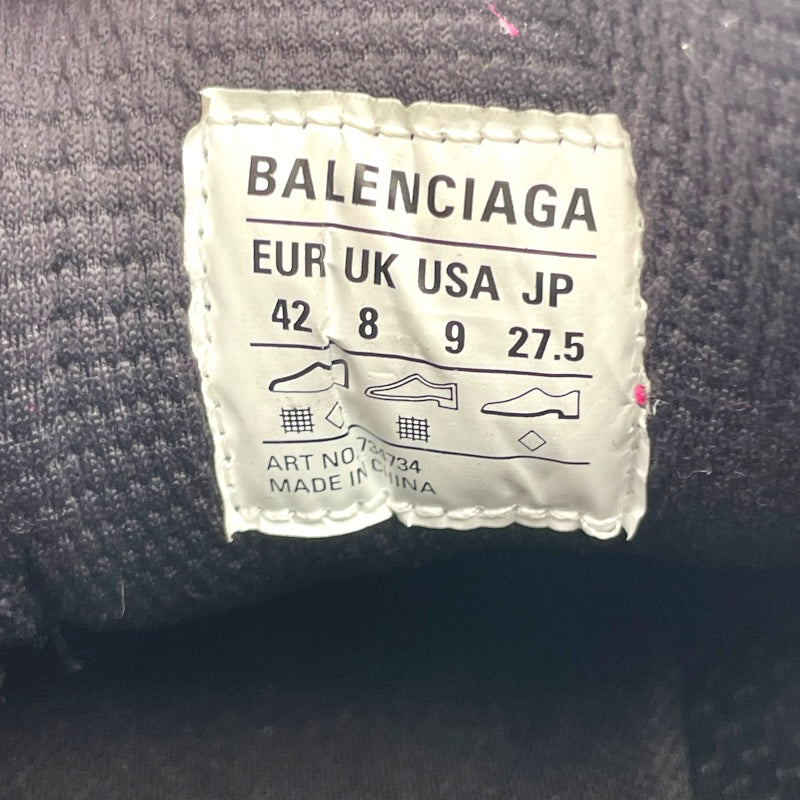 BALENCIAGA
EUR UK USA JP
42 8 9 27.5
ART NO. 734734
MADE IN CHINA